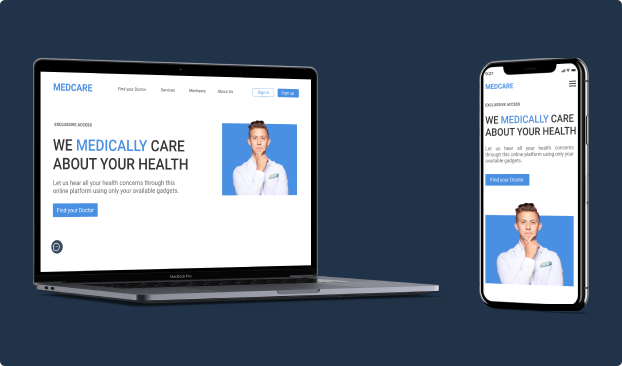 MEDCARE
Find your Doctor Services Medheare About Us Sign in Sign up
EXCLUSIVE ACCESS
WE MEDICALLY CARE
ABOUT YOUR HEALTH
Let us hear all your health concerns through this
online platform using only your available gadgets.
Find your Doctor
MacBook Pro
9:27
MEDCARE
EXCLUSIVE ACCESS
WE MEDICALLY CARE
ABOUT YOUR HEALTH
Let us hear all your health concerns
through this online platform using only your
available gadgets.
Find your Doctor